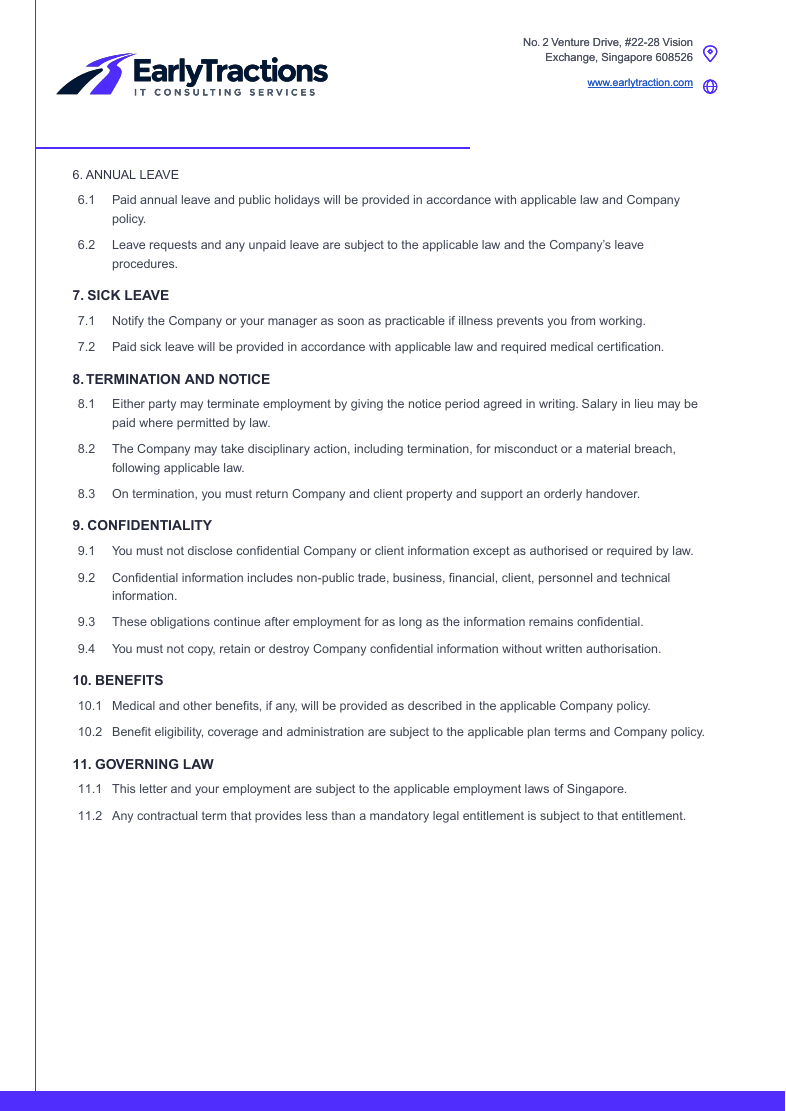 EarlyTractions
IT CONSULTING SERVICES
No. 2 Venture Drive, #22-28 Vision
Exchange, Singapore 608526
www.earlytraction.com
6. ANNUAL LEAVE
6.1 Paid annual leave and public holidays will be provided in accordance with applicable law and Company
policy.
6.2 Leave requests and any unpaid leave are subject to the applicable law and the Company’s leave
procedures.
7. SICK LEAVE
7.1 Notify the Company or your manager as soon as practicable if illness prevents you from working.
7.2 Paid sick leave will be provided in accordance with applicable law and required medical certification.
8. TERMINATION AND NOTICE
8.1 Either party may terminate employment by giving the notice period agreed in writing. Salary in lieu may be
paid where permitted by law.
8.2 The Company may take disciplinary action, including termination, for misconduct or a material breach,
following applicable law.
8.3 On termination, you must return Company and client property and support an orderly handover.
9. CONFIDENTIALITY
9.1 You must not disclose confidential Company or client information except as authorised or required by law.
9.2 Confidential information includes non-public trade, business, financial, client, personnel and technical
information.
9.3 These obligations continue after employment for as long as the information remains confidential.
9.4 You must not copy, retain or destroy Company confidential information without written authorisation.
10. BENEFITS
10.1 Medical and other benefits, if any, will be provided as described in the applicable Company policy.
10.2 Benefit eligibility, coverage and administration are subject to the applicable plan terms and Company policy.
11. GOVERNING LAW
11.1 This letter and your employment are subject to the applicable employment laws of Singapore.
11.2 Any contractual term that provides less than a mandatory legal entitlement is subject to that entitlement.